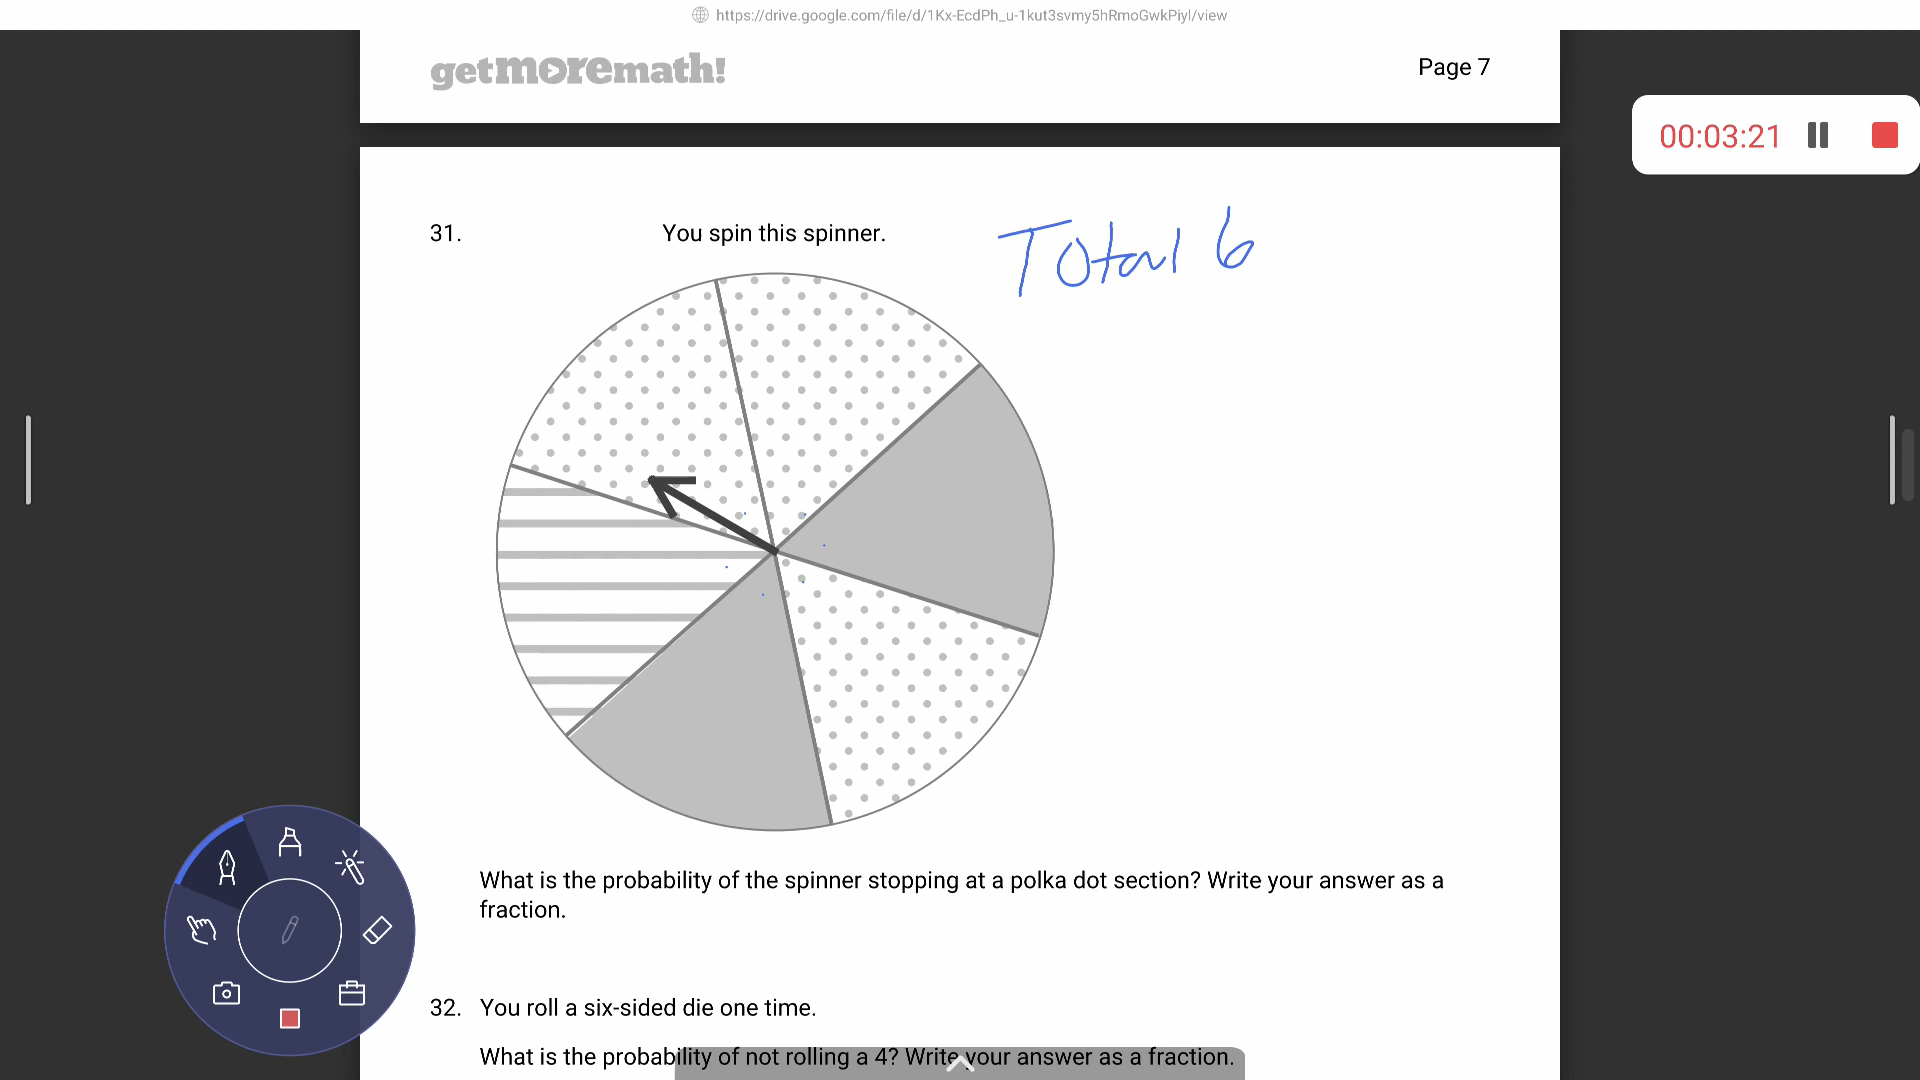 https://drive.google.com/file/d/1Kx-EcdPh_u-1kut3svmy5hRmoGwkPiyl/view
getmoremath!
Page 7
00:03:21
31.
You spin this spinner.
Total 6
What is the probability of the spinner stopping at a polka dot section? Write your answer as a
fraction.
32. You roll a six-sided die one time.
What is the probability of not rolling a 4? Write your answer as a fraction.